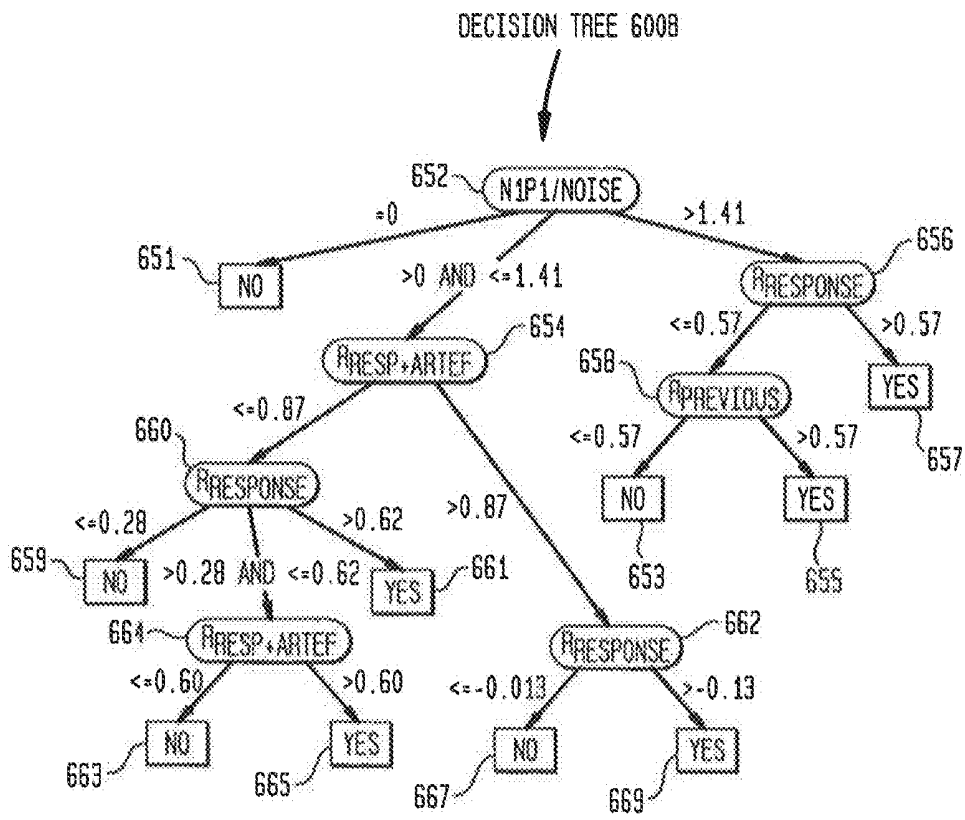 DECISION TREE 600B
652
N1P1/NOISE
=0
>1.41
651
NO
>0 AND <=1.41
656
RRESPONSE
654
RRESP+ARTEF
<=0.57
>0.57
658
RPREVIOUS
YES
657
<=0.87
>0.87
<=0.57
>0.57
660
RRESPONSE
NO
653
YES
655
<=0.28
>0.28 AND <=0.62
>0.62
659
NO
YES
661
664
RRESP+ARTEF
662
RRESPONSE
<=0.60
>0.60
<=-0.013
>-0.13
NO
663
YES
665
NO
667
YES
669